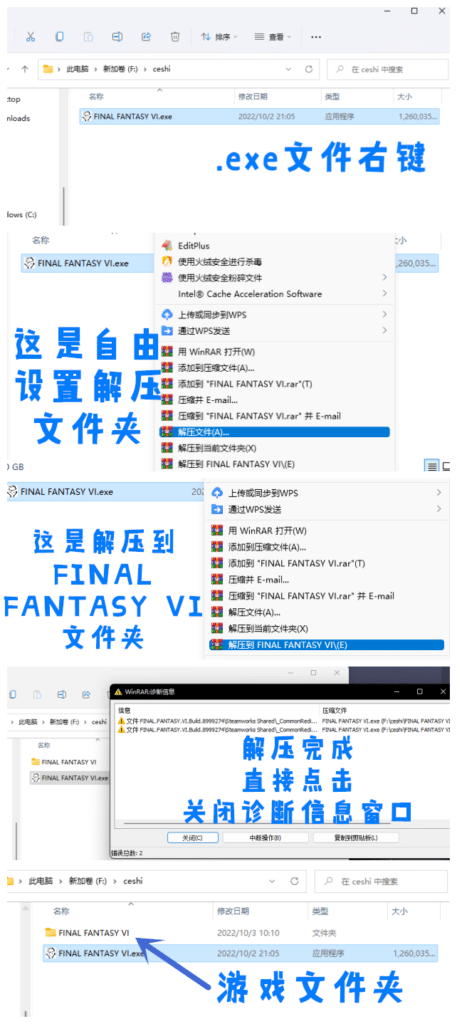 排序
查看
此电脑 > 新加卷 (F:) > ceshi
在 ceshi 中搜索
名称 修改日期 类型 大小
ktop
FINAL FANTASY VI.exe 2022/10/2 21:05 应用程序 1,260,035...
wnloads
.exe文件右键
dows (C:)
名称
小
FINAL FANTASY VI.exe
,260,035...
EditPlus
使用火绒安全进行杀毒
使用火绒安全粉碎文件
Intel® Cache Acceleration Software
上传或同步到WPS
通过WPS发送
用 WinRAR 打开(W)
添加到压缩文件(A)...
添加到 "FINAL FANTASY VI.rar"(T)
压缩并 E-mail...
压缩到 "FINAL FANTASY VI.rar" 并 E-mail
解压文件(A)...
解压到当前文件夹(X)
解压到 FINAL FANTASY VI\(E)
这是自由
设置解压
文件夹
0 GB
FINAL FANTASY VI.exe
202
上传或同步到WPS
通过WPS发送
用 WinRAR 打开(W)
添加到压缩文件(A)...
添加到 "FINAL FANTASY VI.rar"(T)
压缩并 E-mail...
压缩到 "FINAL FANTASY VI.rar" 并 E-mail
解压文件(A)...
解压到当前文件夹(X)
解压到 FINAL FANTASY VI\(E)
这是解压到
FINAL
FANTASY VI
文件夹
此电脑 > 新加卷 (F:) > ceshi
名称
FINAL FANTASY VI
FINAL FANTASY VI.exe
WinRAR:诊断信息
信息 压缩文件
文件 FINAL.FANTASY.VI.Build.8999274\Steamworks Shared\_CommonRedi... FINAL FANTASY VI.exe (F:\ceshi\FINAL FANTASY VI
文件 FINAL.FANTASY.VI.Build.8999274\Steamworks Shared\_CommonRedi... FINAL FANTASY VI.exe (F:\ceshi\FINAL FANTASY VI
解压完成
直接点击
关闭诊断信息窗口
关闭(C) 中断操作(B) 复制到剪贴板(L)
错误总数: 2
此电脑 > 新加卷 (F:) > ceshi
在 ceshi 中搜索
名称 修改日期 类型 大小
FINAL FANTASY VI 2022/10/3 10:10 文件夹
FINAL FANTASY VI.exe 2022/10/2 21:05 应用程序 1,260,035...
游戏文件夹